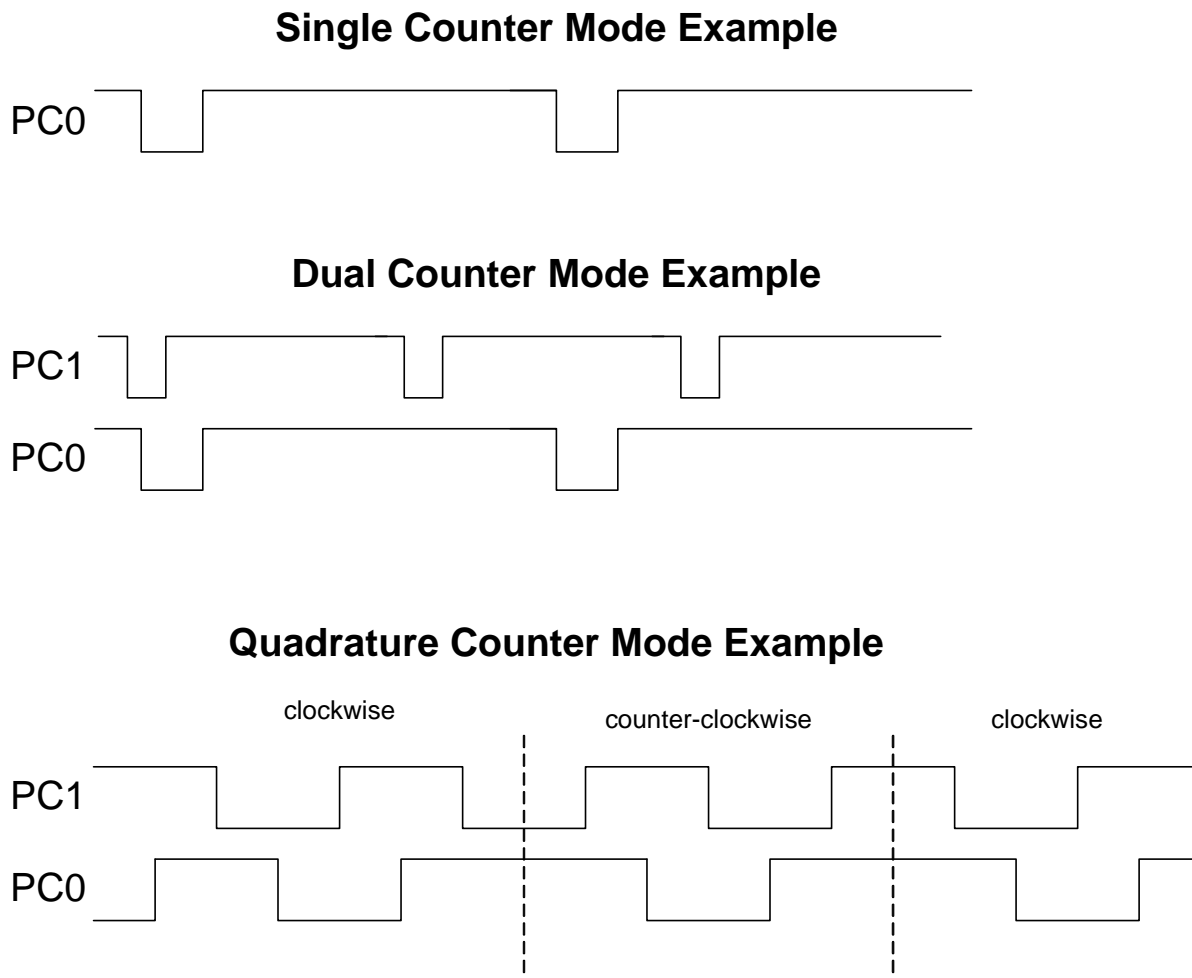 Single Counter Mode Example
PC0
Dual Counter Mode Example
PC1
PC0
Quadrature Counter Mode Example
clockwise
counter-clockwise
clockwise
PC1
PC0